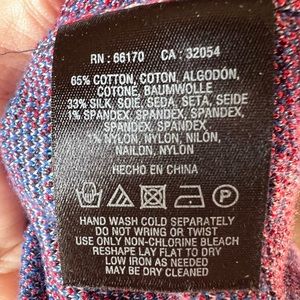 RN : 66170 CA : 32054
65% COTTON, COTON, ALGODÓN,
COTONE, BAUMWOLLE
33% SILK, SOIE, SEDA, SETA, SEIDE
1% SPANDEX, SPANDEX, SPANDEX,
SPANDEX, SPANDEX
1% NYLON, NYLON, NILÓN,
NAILON, NYLON
HECHO EN CHINA
HAND WASH COLD SEPARATELY
DO NOT WRING OR TWIST
USE ONLY NON-CHLORINE BLEACH
RESHAPE LAY FLAT TO DRY
LOW IRON AS NEEDED
MAY BE DRY CLEANED